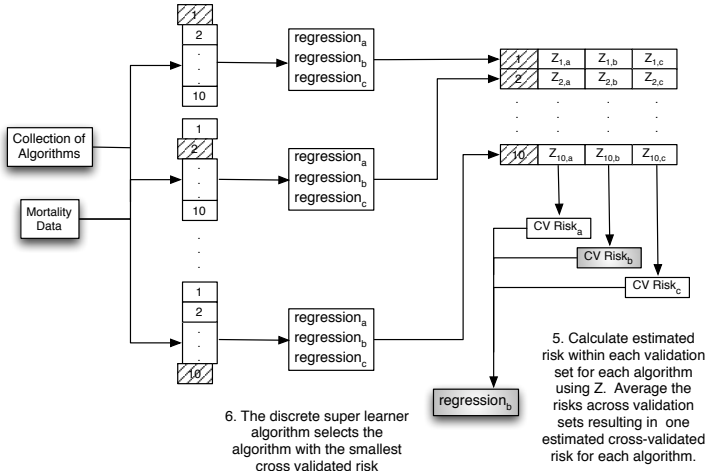 1
2
.
.
.
10
regression_a
regression_b
regression_c
1 Z_1,a Z_1,b Z_1,c
2 Z_2,a Z_2,b Z_2,c
. . .
. . .
10 Z_10,a Z_10,b Z_10,c
Collection of
Algorithms
Mortality
Data
1
2
.
.
.
10
regression_a
regression_b
regression_c
.
.
.
1
2
.
.
.
10
regression_a
regression_b
regression_c
CV Risk_a
CV Risk_b
CV Risk_c
regression_b
5. Calculate estimated
risk within each validation
set for each algorithm
using Z. Average the
risks across validation
sets resulting in one
estimated cross-validated
risk for each algorithm.
6. The discrete super learner
algorithm selects the
algorithm with the smallest
cross validated risk